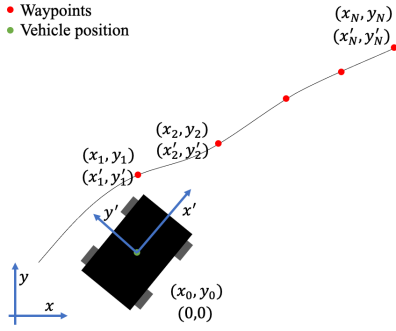 Waypoints
Vehicle position
(x_N, y_N)
(x'_N, y'_N)
(x_2, y_2)
(x'_2, y'_2)
(x_1, y_1)
(x'_1, y'_1)
y'
x'
y
x
(x_0, y_0)
(0,0)